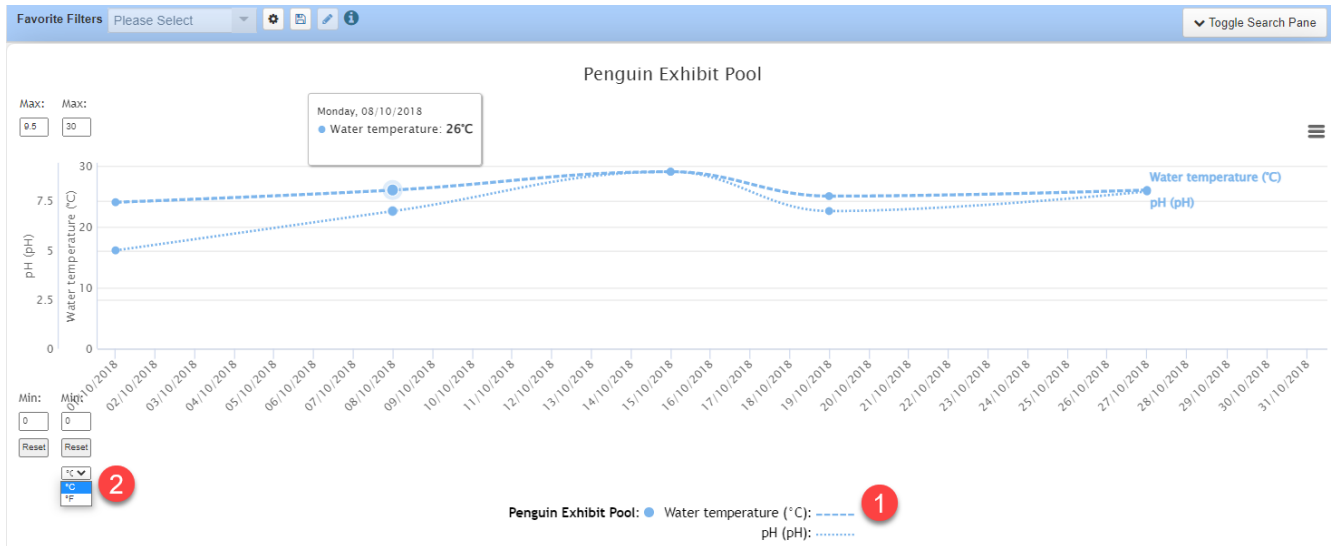 Favorite Filters Please Select Toggle Search Pane
Penguin Exhibit Pool
Max: Max:
9.5 30
Monday, 08/10/2018
Water temperature: 26°C
30
20
10
0
Water temperature (°C)
7.5
5
2.5
0
pH (pH)
Water temperature (°C)
pH (pH)
01/10/2018 02/10/2018 03/10/2018 04/10/2018 05/10/2018 06/10/2018 07/10/2018 08/10/2018 09/10/2018 10/10/2018 11/10/2018 12/10/2018 13/10/2018 14/10/2018 15/10/2018 16/10/2018 17/10/2018 18/10/2018 19/10/2018 20/10/2018 21/10/2018 22/10/2018 23/10/2018 24/10/2018 25/10/2018 26/10/2018 27/10/2018 28/10/2018 29/10/2018 30/10/2018 31/10/2018
Min: Min:
0 0
Reset Reset
°C
°C
°F
2
Penguin Exhibit Pool: Water temperature (°C): 1
pH (pH):